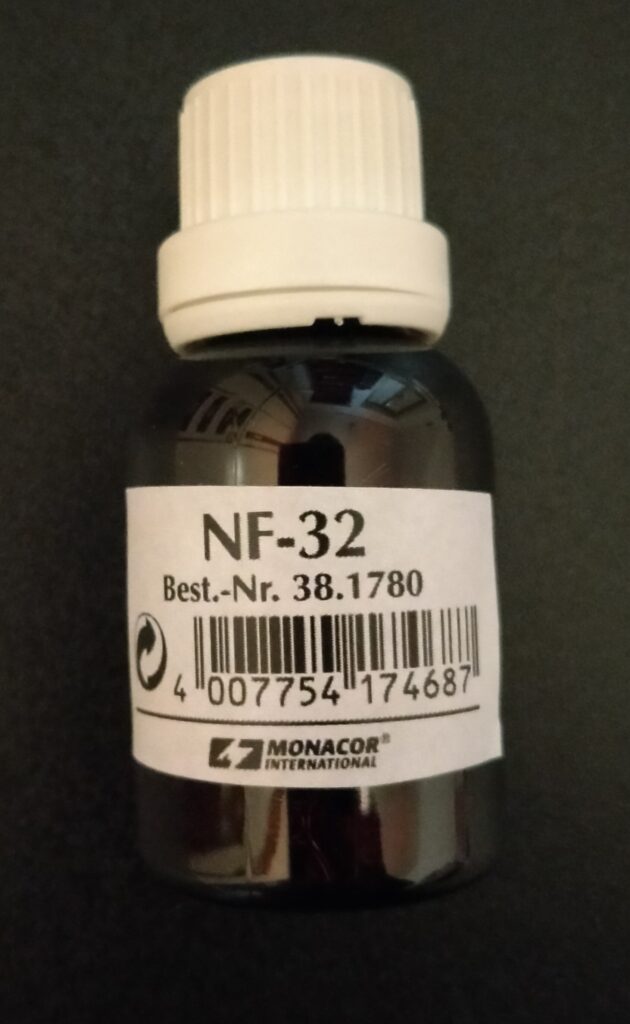 NF-32
Best.-Nr. 38.1780
4 007754 174687
MONACOR®
INTERNATIONAL